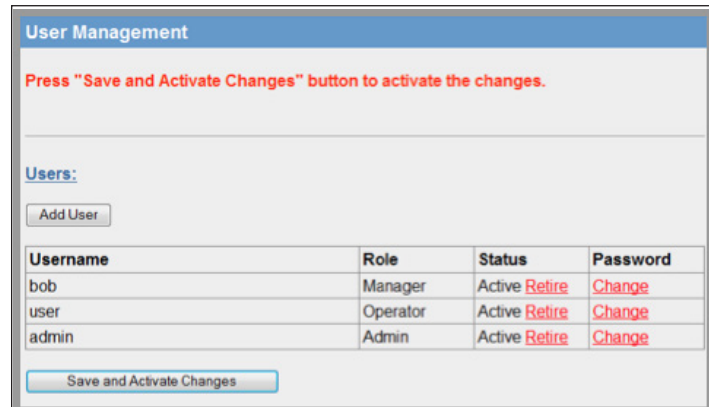 User Management
Press "Save and Activate Changes" button to activate the changes.
Users:
Add User
Username Role Status Password
bob Manager Active Retire Change
user Operator Active Retire Change
admin Admin Active Retire Change
Save and Activate Changes